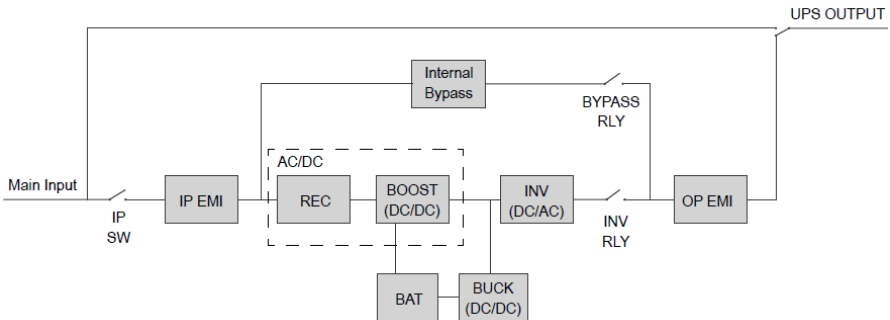 UPS OUTPUT
Internal
Bypass
BYPASS
RLY
AC/DC
Main Input
IP
SW
IP EMI
REC
BOOST
(DC/DC)
INV
(DC/AC)
INV
RLY
OP EMI
BAT
BUCK
(DC/DC)